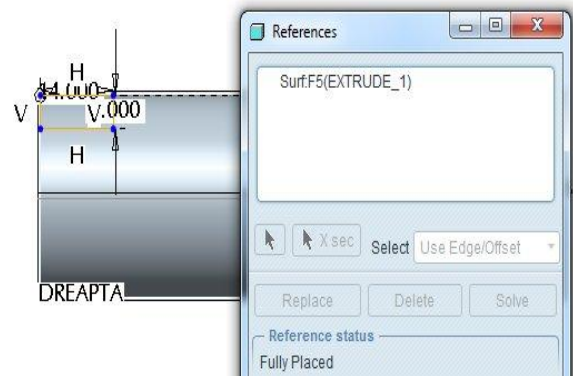 References
Surf:F5(EXTRUDE_1)
H
V
V.000
H
X sec
Select
Use Edge/Offset
DREAPTA
Replace
Delete
Solve
Reference status
Fully Placed